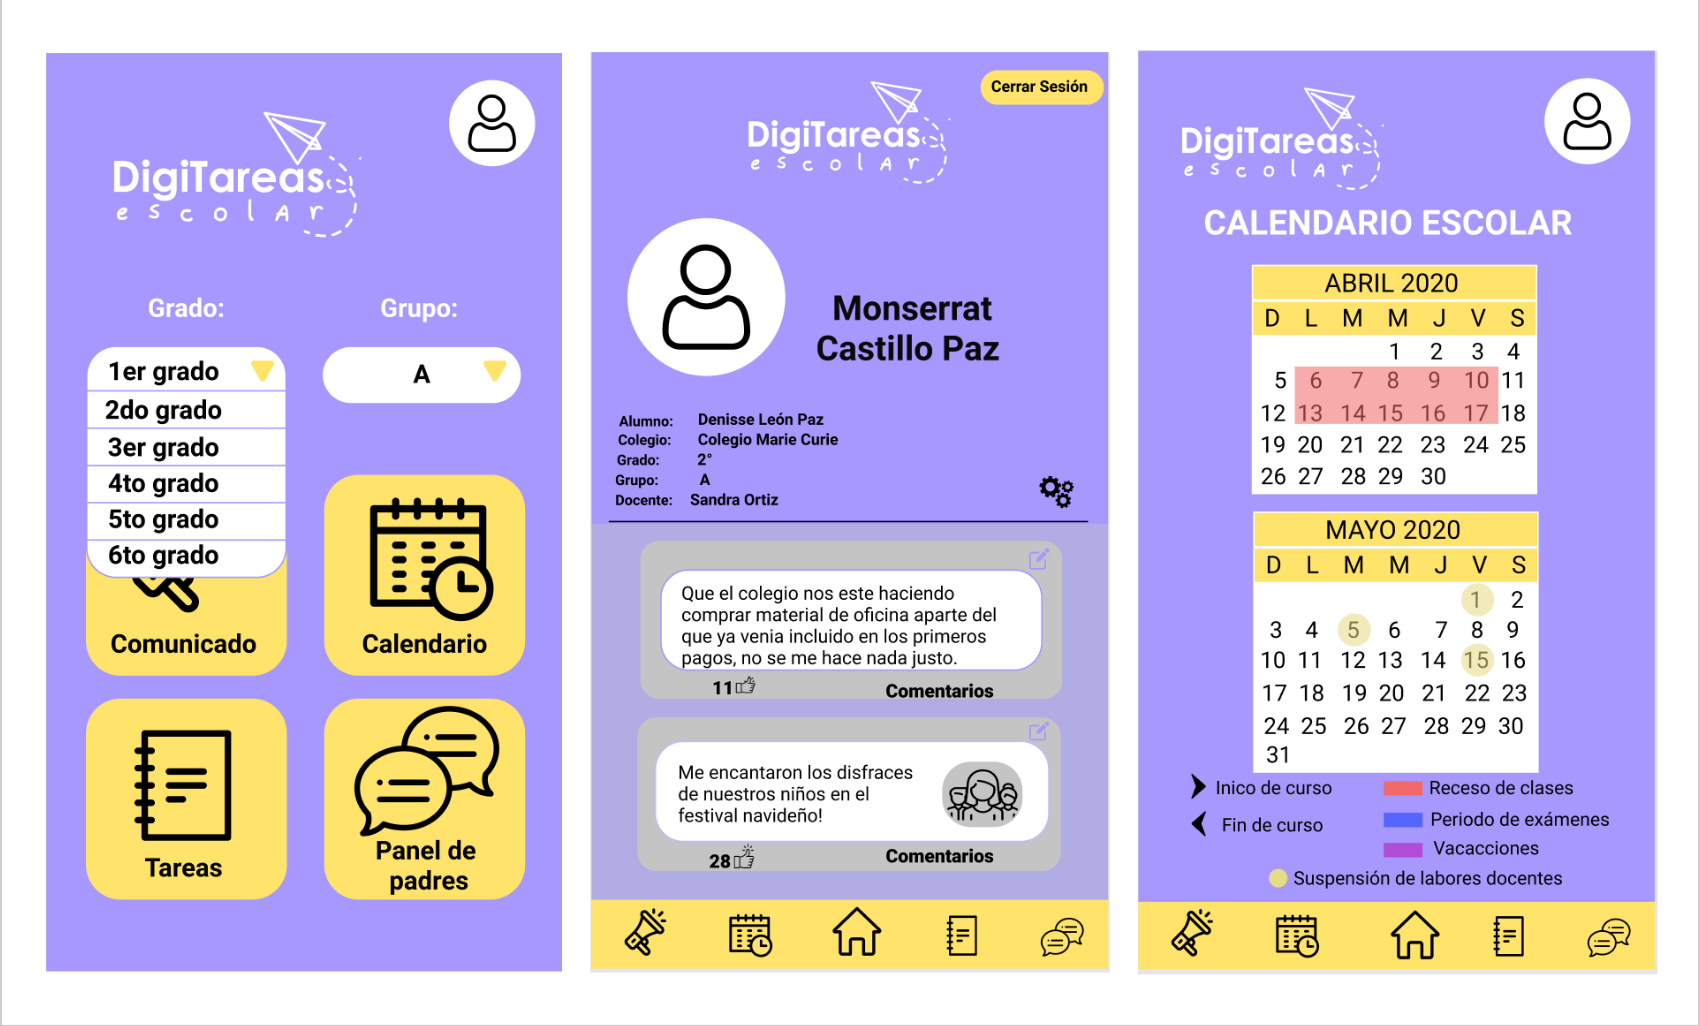 DigiTareas
escolAr
Grado:
Grupo:
1er grado
A
2do grado
3er grado
4to grado
5to grado
6to grado
Comunicado
Calendario
Tareas
Panel de
padres
Cerrar Sesión
DigiTareas
escolAr
Monserrat
Castillo Paz
Alumno: Denisse León Paz
Colegio: Colegio Marie Curie
Grado: 2°
Grupo: A
Docente: Sandra Ortiz
Que el colegio nos este haciendo
comprar material de oficina aparte del
que ya venia incluido en los primeros
pagos, no se me hace nada justo.
11 Comentarios
Me encantaron los disfraces
de nuestros niños en el
festival navideño!
28 Comentarios
DigiTareas
escolAr
CALENDARIO ESCOLAR
ABRIL 2020
D L M M J V S
1 2 3 4
5 6 7 8 9 10 11
12 13 14 15 16 17 18
19 20 21 22 23 24 25
26 27 28 29 30
MAYO 2020
D L M M J V S
1 2
3 4 5 6 7 8 9
10 11 12 13 14 15 16
17 18 19 20 21 22 23
24 25 26 27 28 29 30
31
Inico de curso
Receso de clases
Fin de curso
Periodo de exámenes
Vacacciones
Suspensión de labores docentes